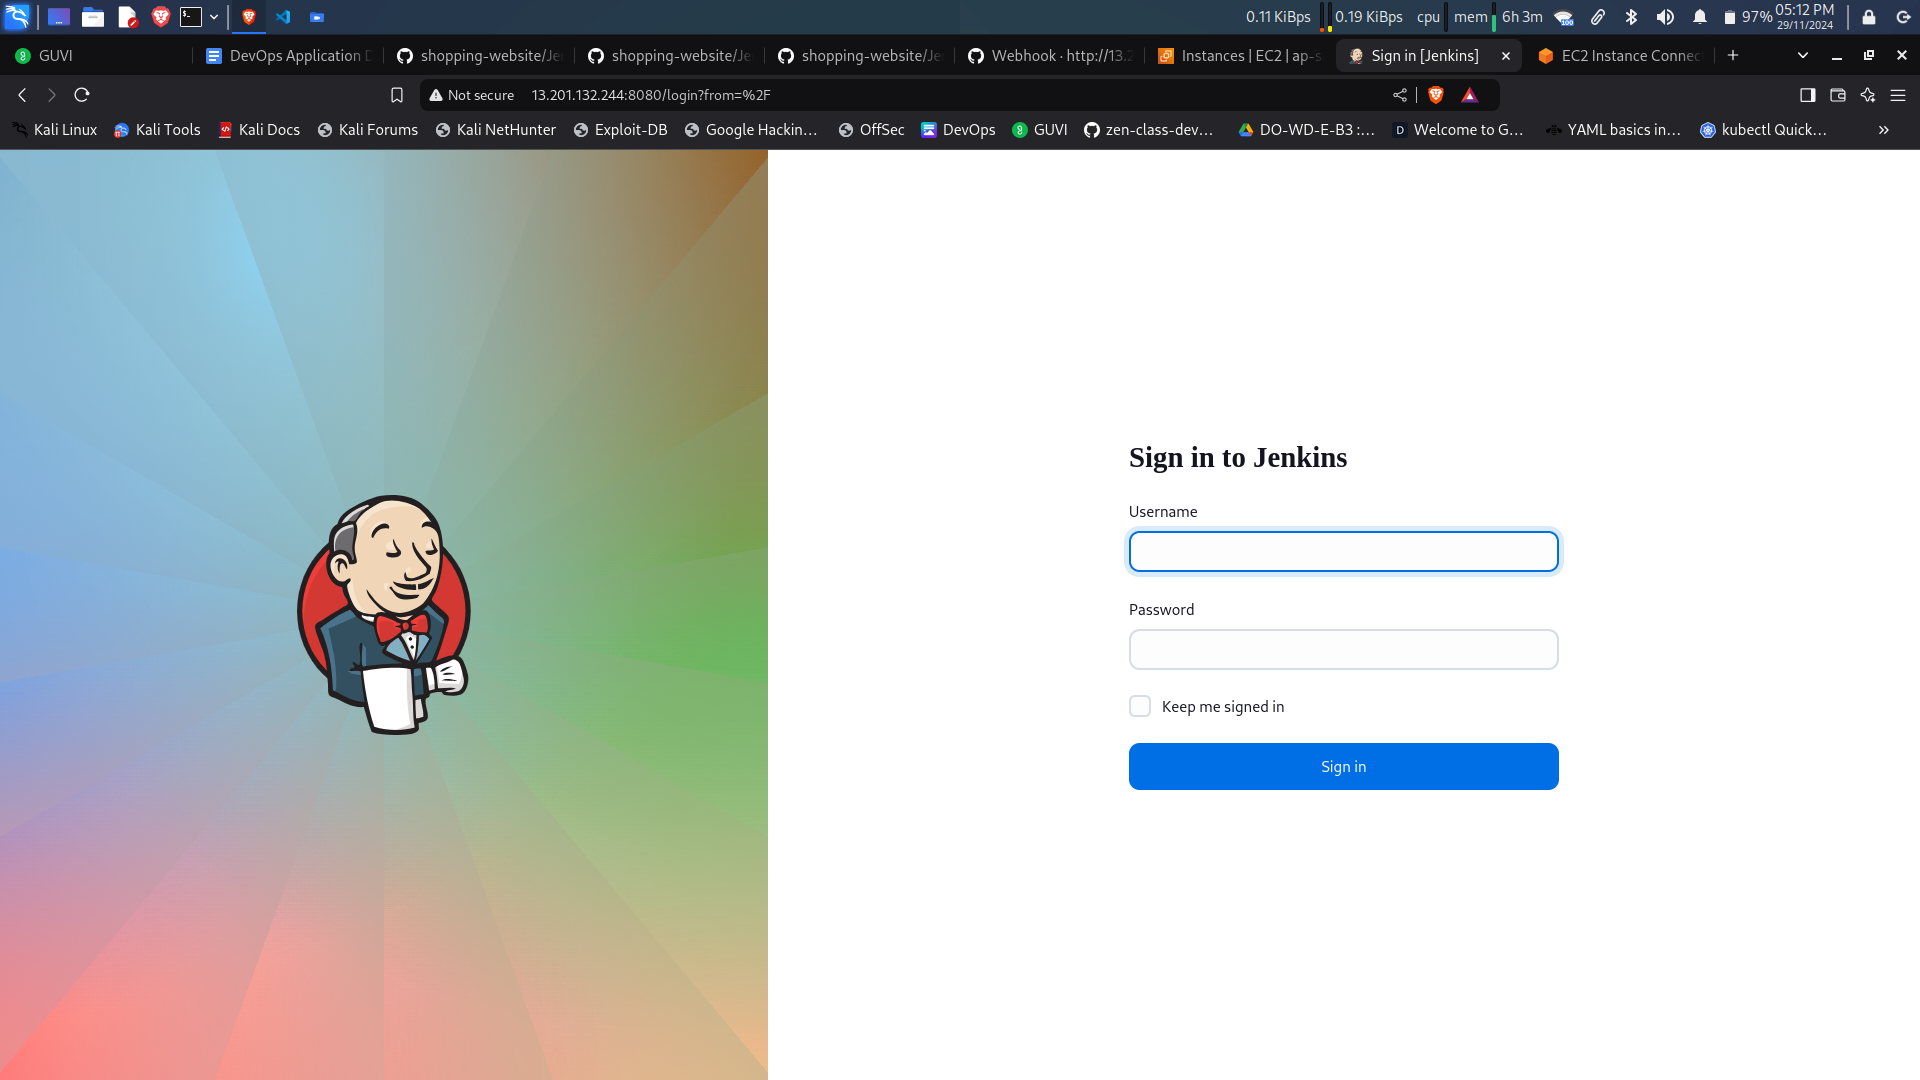 0.11 KiBps 0.19 KiBps cpu mem 6h 3m 100 97% 05:12 PM
29/11/2024
GUVI DevOps Application D shopping-website/Je shopping-website/Je shopping-website/Je Webhook · http://13.2 Instances | EC2 | ap-s Sign in [Jenkins] EC2 Instance Connec
Not secure 13.201.132.244:8080/login?from=%2F
Kali Linux Kali Tools Kali Docs Kali Forums Kali NetHunter Exploit-DB Google Hackin… OffSec DevOps GUVI zen-class-dev… DO-WD-E-B3 :… D Welcome to G… YAML basics in… kubectl Quick… »
Sign in to Jenkins
Username
Password
Keep me signed in
Sign in